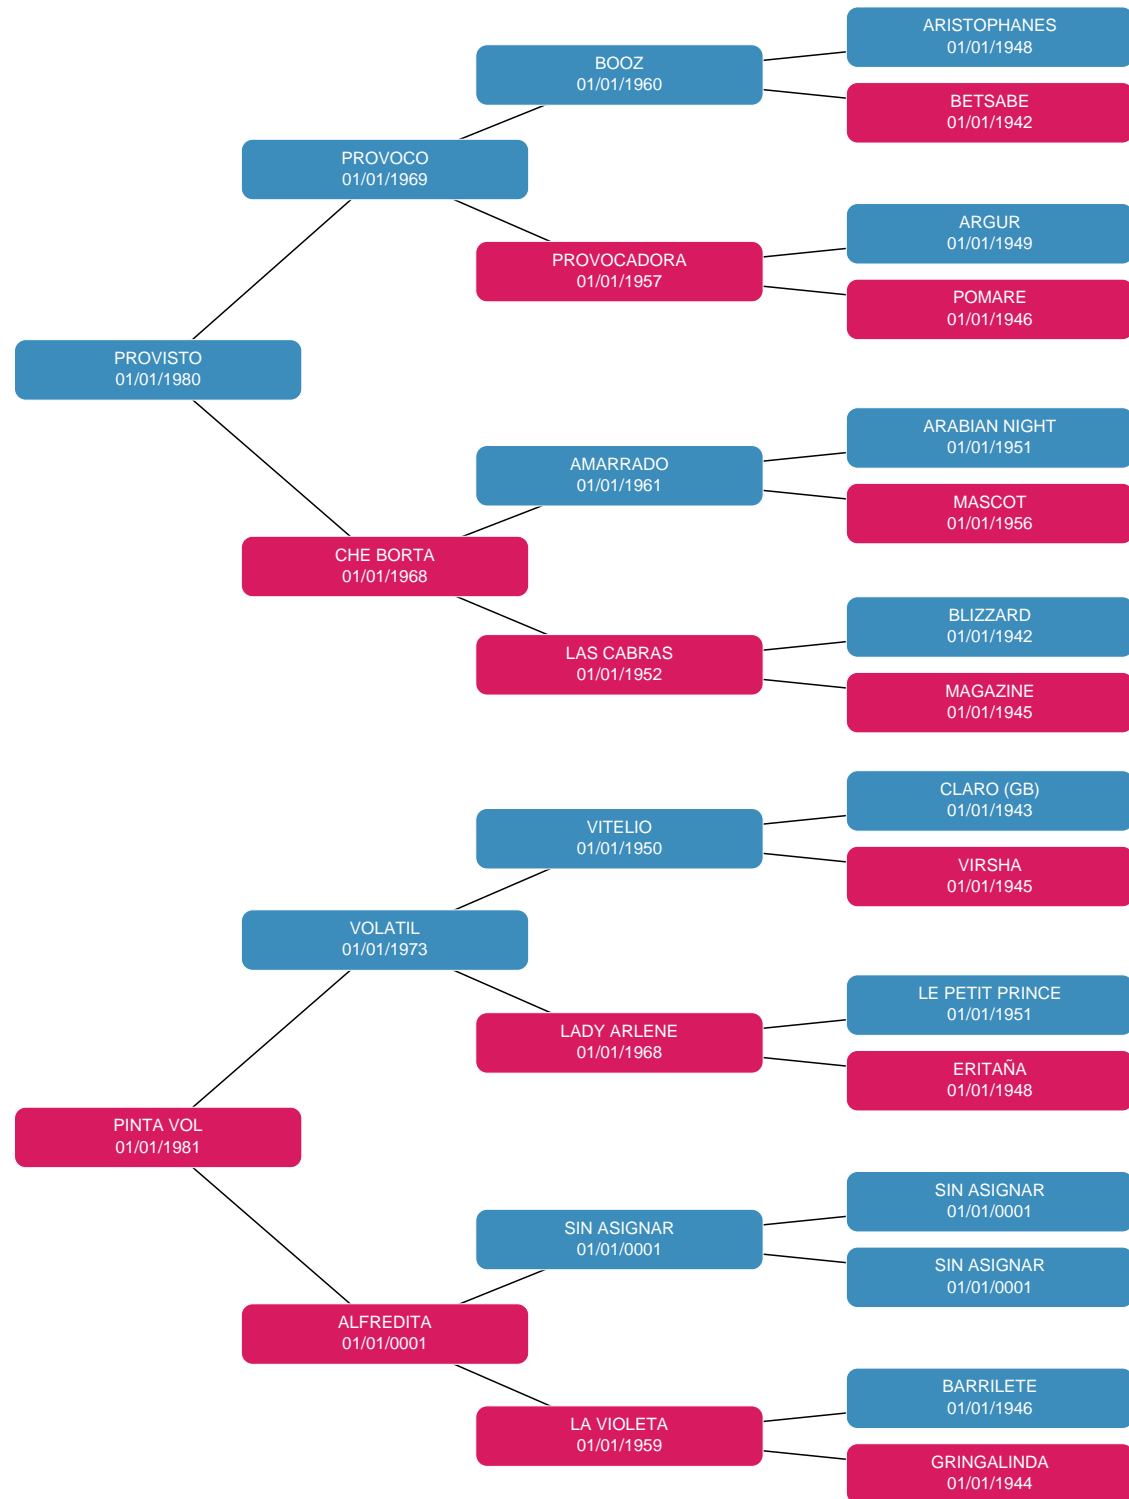 ARISTOPHANES
01/01/1948
BOOZ
01/01/1960
BETSABE
01/01/1942
PROVOCO
01/01/1969
ARGUR
01/01/1949
PROVOCADORA
01/01/1957
POMARE
01/01/1946
PROVISTO
01/01/1980
ARABIAN NIGHT
01/01/1951
AMARRADO
01/01/1961
MASCOT
01/01/1956
CHE BORTA
01/01/1968
BLIZZARD
01/01/1942
LAS CABRAS
01/01/1952
MAGAZINE
01/01/1945
CLARO (GB)
01/01/1943
VITELIO
01/01/1950
VIRSHA
01/01/1945
VOLATIL
01/01/1973
LE PETIT PRINCE
01/01/1951
LADY ARLENE
01/01/1968
ERITAÑA
01/01/1948
PINTA VOL
01/01/1981
SIN ASIGNAR
01/01/0001
SIN ASIGNAR
01/01/0001
SIN ASIGNAR
01/01/0001
ALFREDITA
01/01/0001
BARRILETE
01/01/1946
LA VIOLETA
01/01/1959
GRINGALINDA
01/01/1944